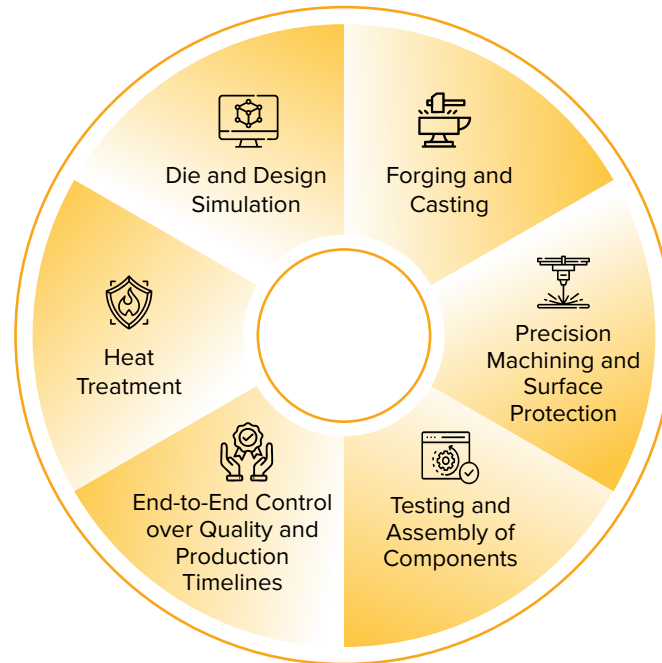 Die and Design
Simulation
Forging and
Casting
Precision
Machining and
Surface
Protection
Testing and
Assembly of
Components
End-to-End Control
over Quality and
Production
Timelines
Heat
Treatment